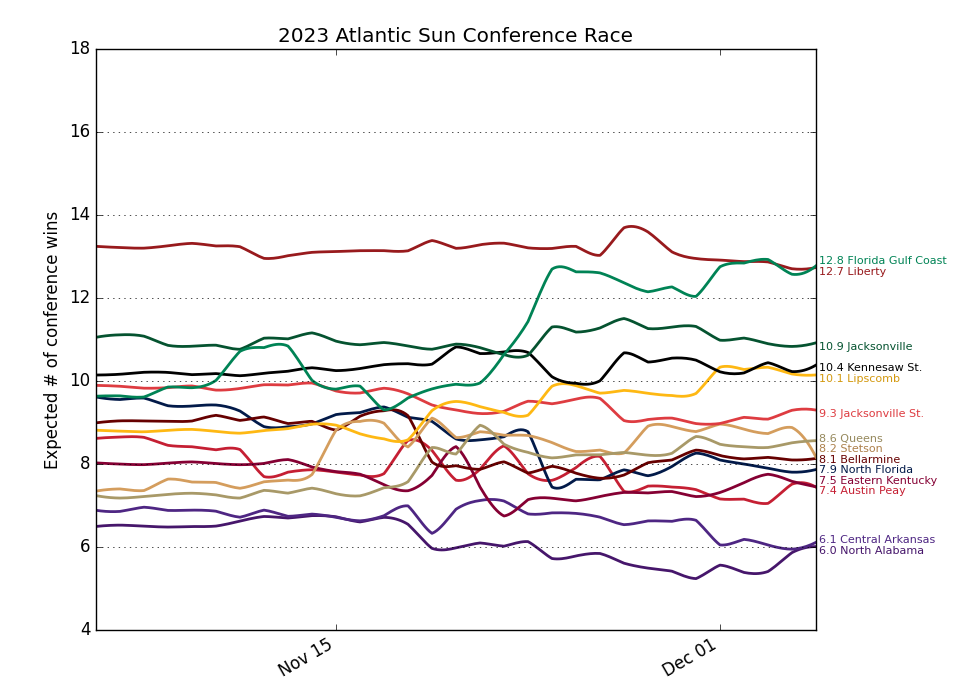 2023 Atlantic Sun Conference Race
Expected # of conference wins
18
16
14
12
10
8
6
4
Nov 15
Dec 01
12.8 Florida Gulf Coast
12.7 Liberty
10.9 Jacksonville
10.4 Kennesaw St.
10.1 Lipscomb
9.3 Jacksonville St.
8.6 Queens
8.2 Stetson
8.1 Bellarmine
7.9 North Florida
7.5 Eastern Kentucky
7.4 Austin Peay
6.1 Central Arkansas
6.0 North Alabama